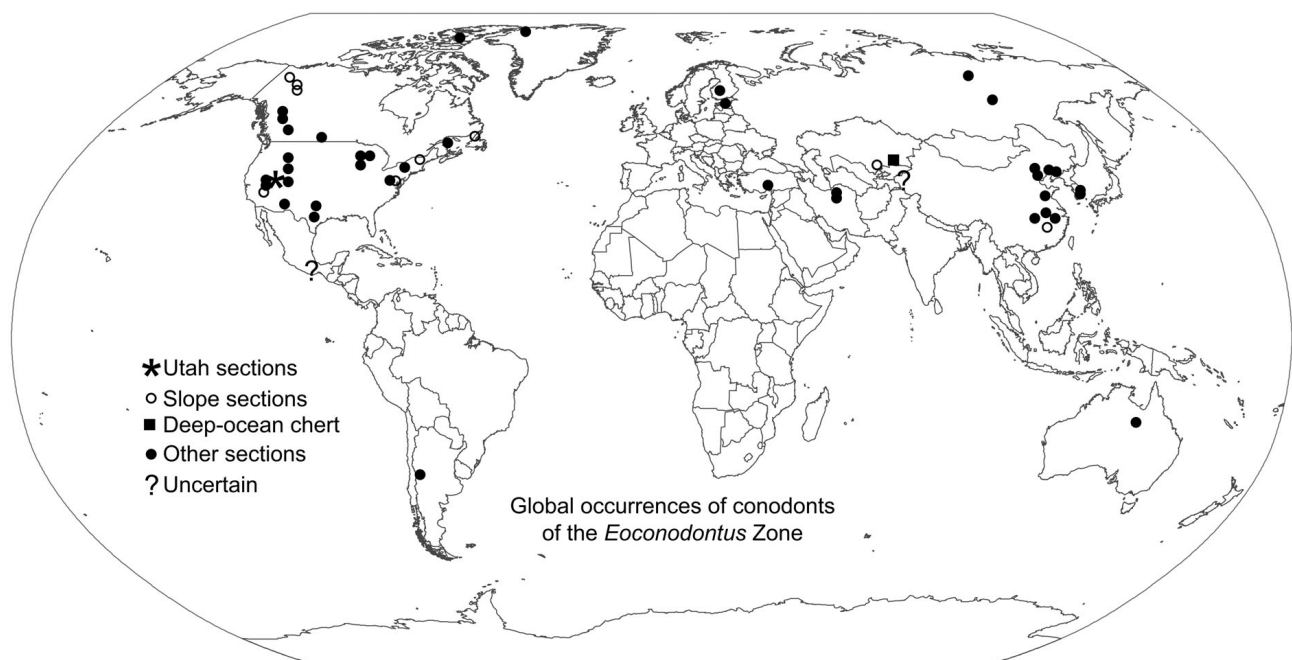 ?
?
* Utah sections
Slope sections
Deep-ocean chert
Other sections
? Uncertain
Global occurrences of conodonts
of the Eoconodontus Zone